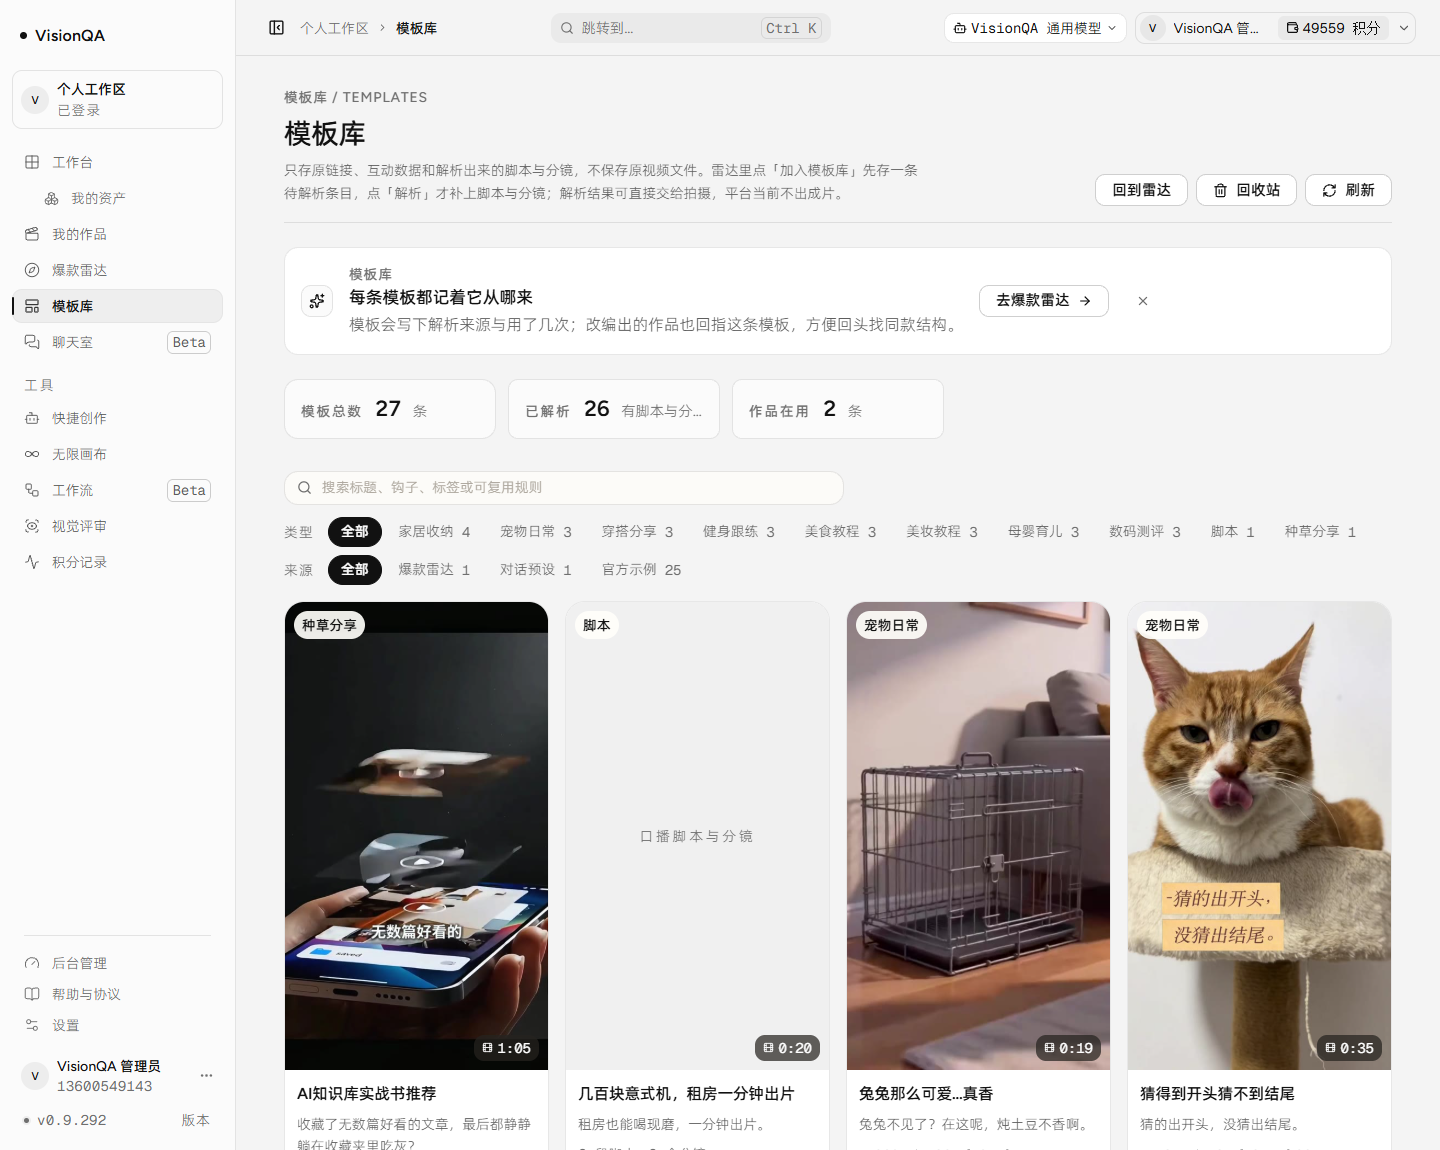 VisionQA
V
个人工作区
已登录
工作台
我的资产
我的作品
爆款雷达
模板库
聊天室 Beta
工具
快捷创作
无限画布
工作流 Beta
视觉评审
积分记录
后台管理
帮助与协议
设置
V
VisionQA 管理员
13600549143
v0.9.292 版本
个人工作区 模板库
跳转到... Ctrl K
VisionQA 通用模型
V VisionQA 管... 49559 积分
模板库 / TEMPLATES
模板库
只存原链接、互动数据和解析出来的脚本与分镜，不保存原视频文件。雷达里点「加入模板库」先存一条
待解析条目，点「解析」才补上脚本与分镜；解析结果可直接交给拍摄，平台当前不出成片。
回到雷达 回收站 刷新
模板库
每条模板都记着它从哪来
模板会写下解析来源与用了几次；改编出的作品也回指这条模板，方便回头找同款结构。
去爆款雷达
模板总数 27 条
已解析 26 有脚本与分...
作品在用 2 条
搜索标题、钩子、标签或可复用规则
类型 全部 家居收纳 4 宠物日常 3 穿搭分享 3 健身跟练 3 美食教程 3 美妆教程 3 母婴育儿 3 数码测评 3 脚本 1 种草分享 1
来源 全部 爆款雷达 1 对话预设 1 官方示例 25
种草分享
无数篇好看的
saved
1:05
AI知识库实战书推荐
收藏了无数篇好看的文章，最后都静静
躺在收藏夹里吃灰？
脚本
口播脚本与分镜
0:20
几百块意式机，租房一分钟出片
租房也能喝现磨，一分钟出片。
宠物日常
0:19
兔兔那么可爱...真香
兔兔不见了？在这呢，炖土豆不香啊。
宠物日常
-猜的出开头，
没猜出结尾。
0:35
猜得到开头猜不到结尾
猜的出开头，没猜出结尾。